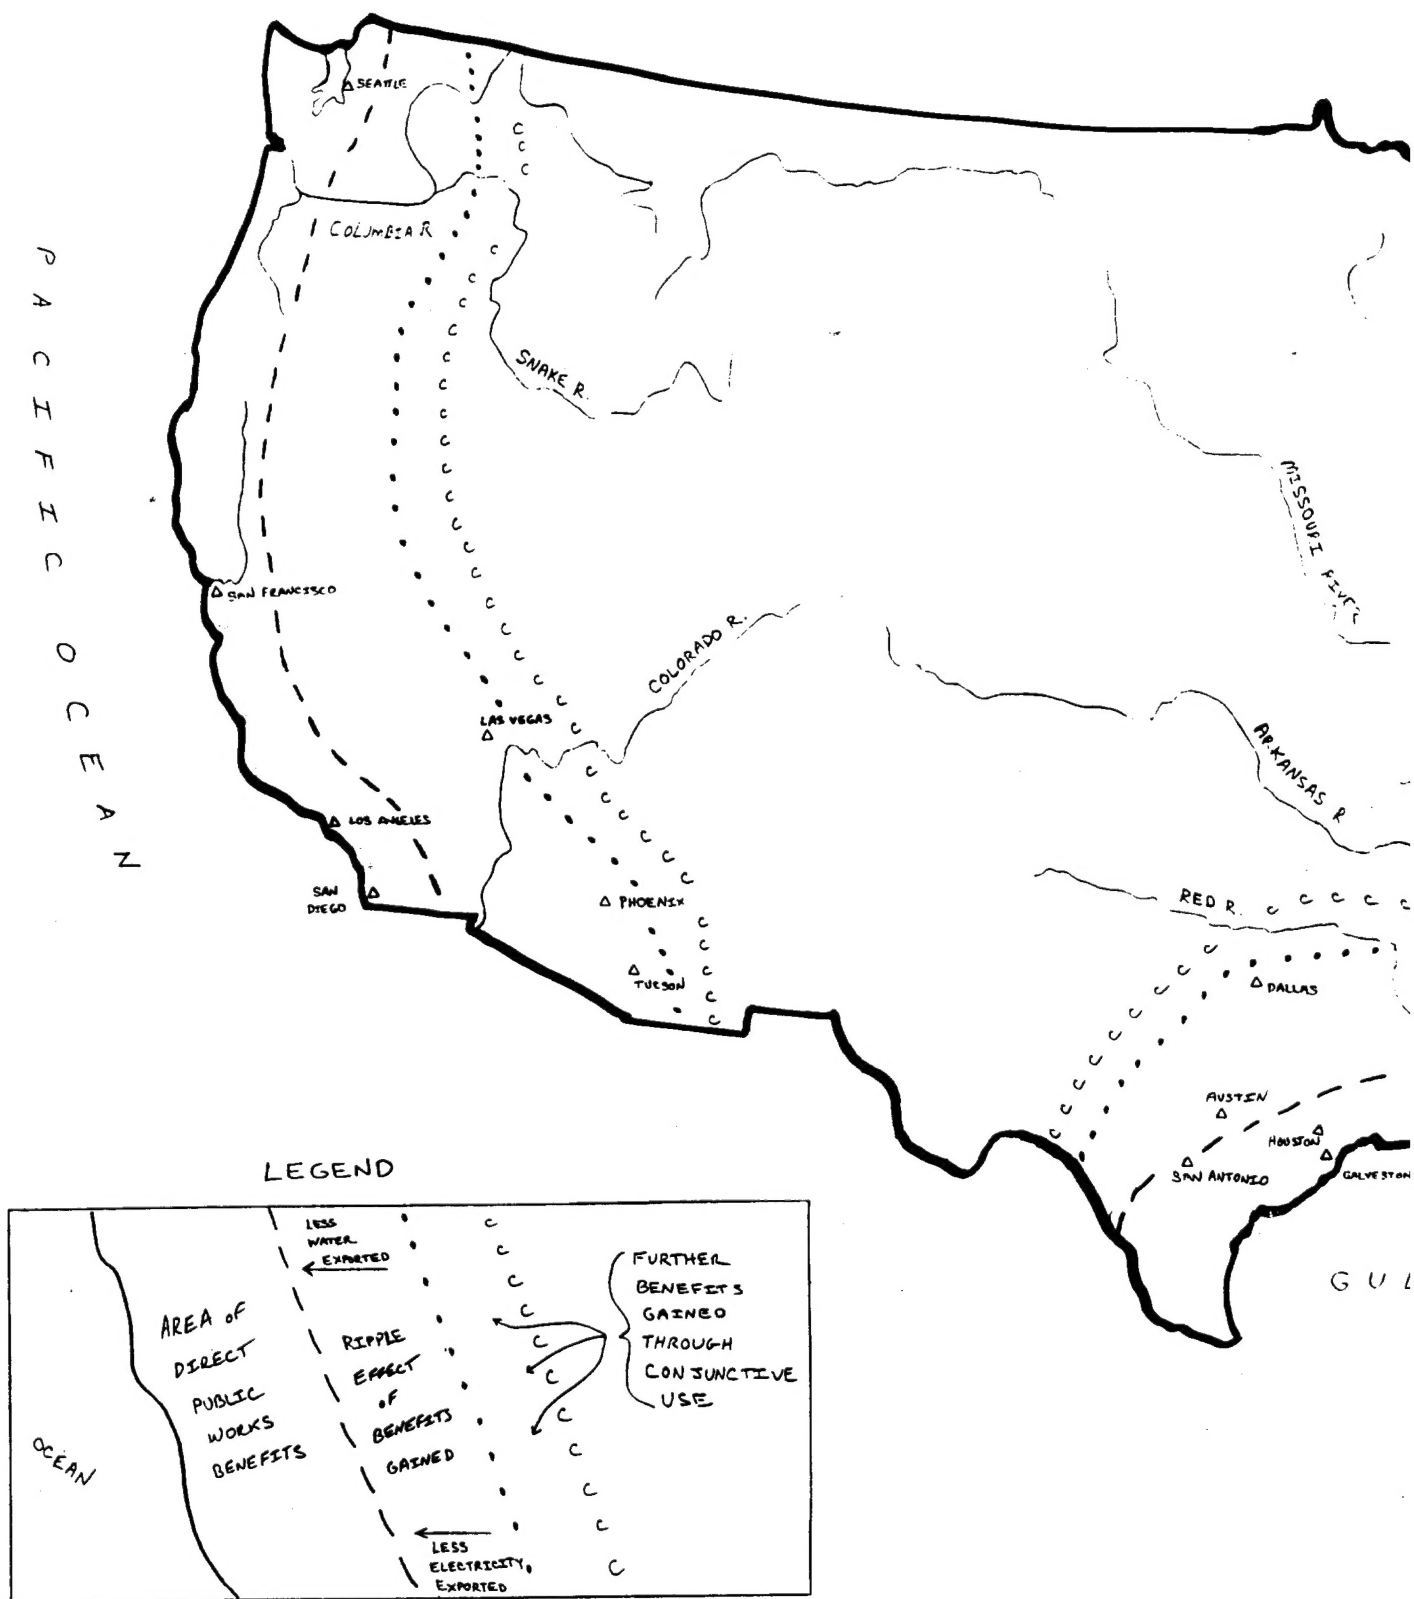 SEATTLE
COLUMBIA R
PACIFIC OCEAN
SNAKE R.
MISSOURI RIVER
SAN FRANCISCO
COLORADO R.
LAS VEGAS
ARKANSAS R
LOS ANGELES
SAN
DIEGO
PHOENIX
RED R.
TUCSON
DALLAS
AUSTIN
HOUSTON
SAN ANTONIO
GALVESTON
GUL
LEGEND
LESS
WATER
EXPORTED
FURTHER
BENEFITS
GAINED
THROUGH
CONJUNCTIVE
USE
AREA OF
DIRECT
PUBLIC
WORKS
BENEFITS
RIPPLE
EFFECT
OF
BENEFITS
GAINED
OCEAN
LESS
ELECTRICITY
EXPORTED